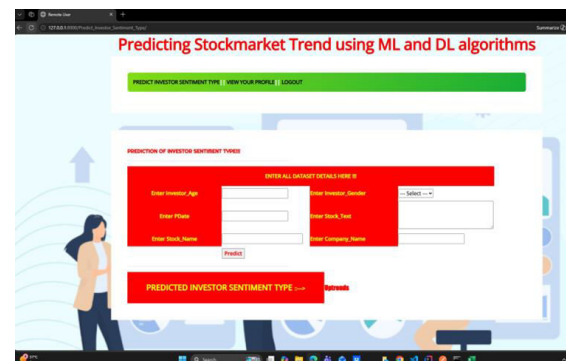 Remote User
127.0.0.1:8000/Predict_Investor_Sentiment_Type/
Summarize
Predicting Stockmarket Trend using ML and DL algorithms
PREDICT INVESTOR SENTIMENT TYPE || VIEW YOUR PROFILE || LOGOUT
PREDICTION OF INVESTOR SENTIMENT TYPE!!!
ENTER ALL DATASET DETAILS HERE !!!
Enter Investor_Age
Enter Investor_Gender
--- Select ---
Enter PDate
Enter Stock_Text
Enter Stock_Name
Enter Company_Name
Predict
PREDICTED INVESTOR SENTIMENT TYPE :---> Uptrends
Search